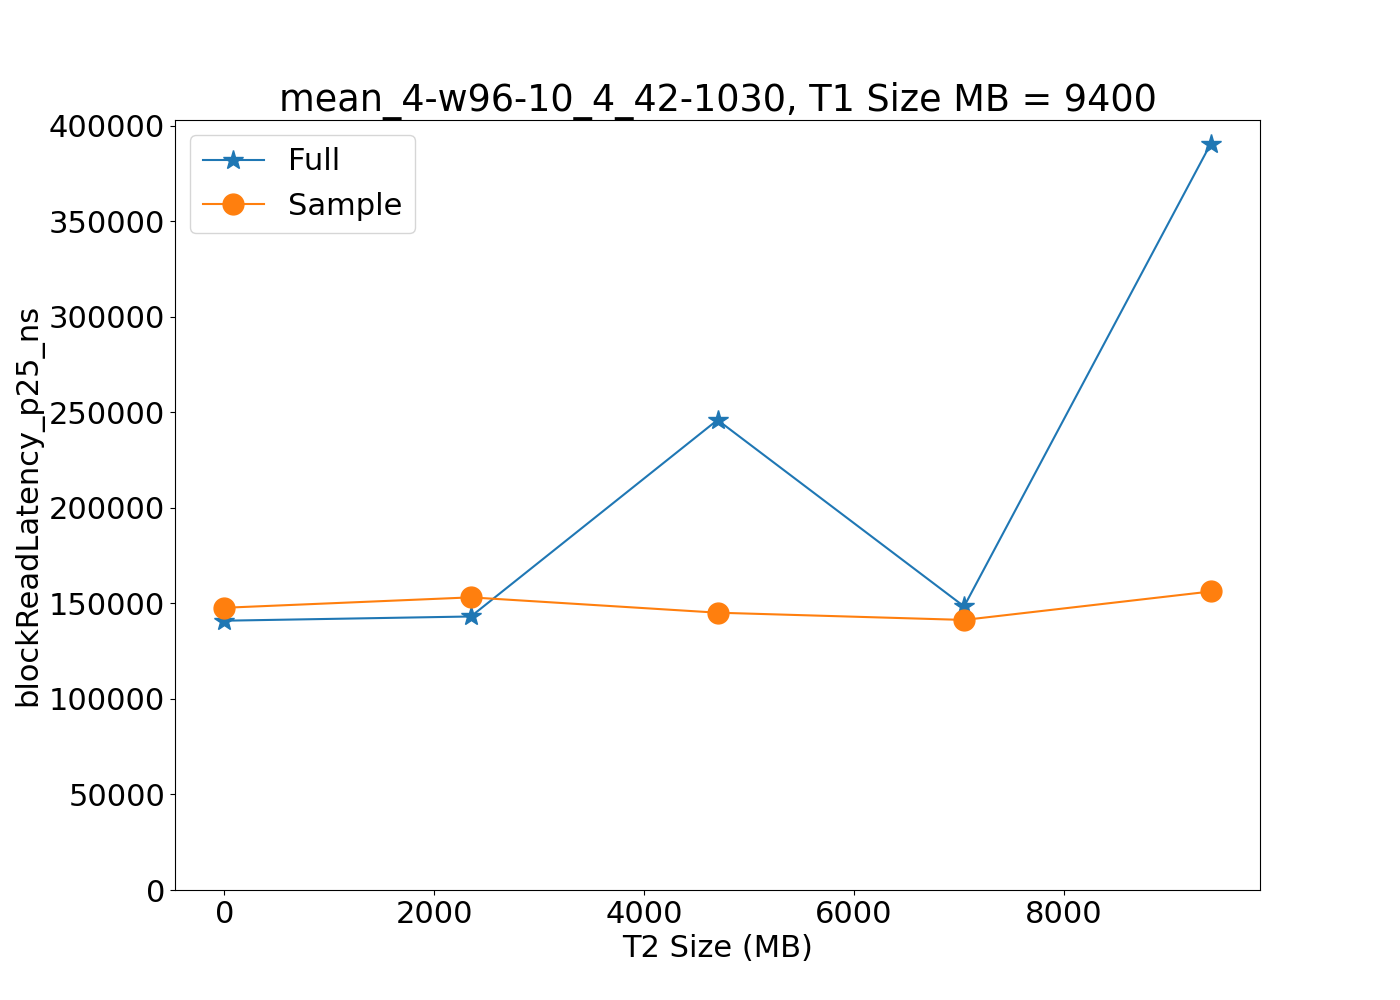 mean_4-w96-10_4_42-1030, T1 Size MB = 9400
Full
Sample
blockReadLatency_p25_ns
400000
350000
300000
250000
200000
150000
100000
50000
0
0 2000 4000 6000 8000
T2 Size (MB)